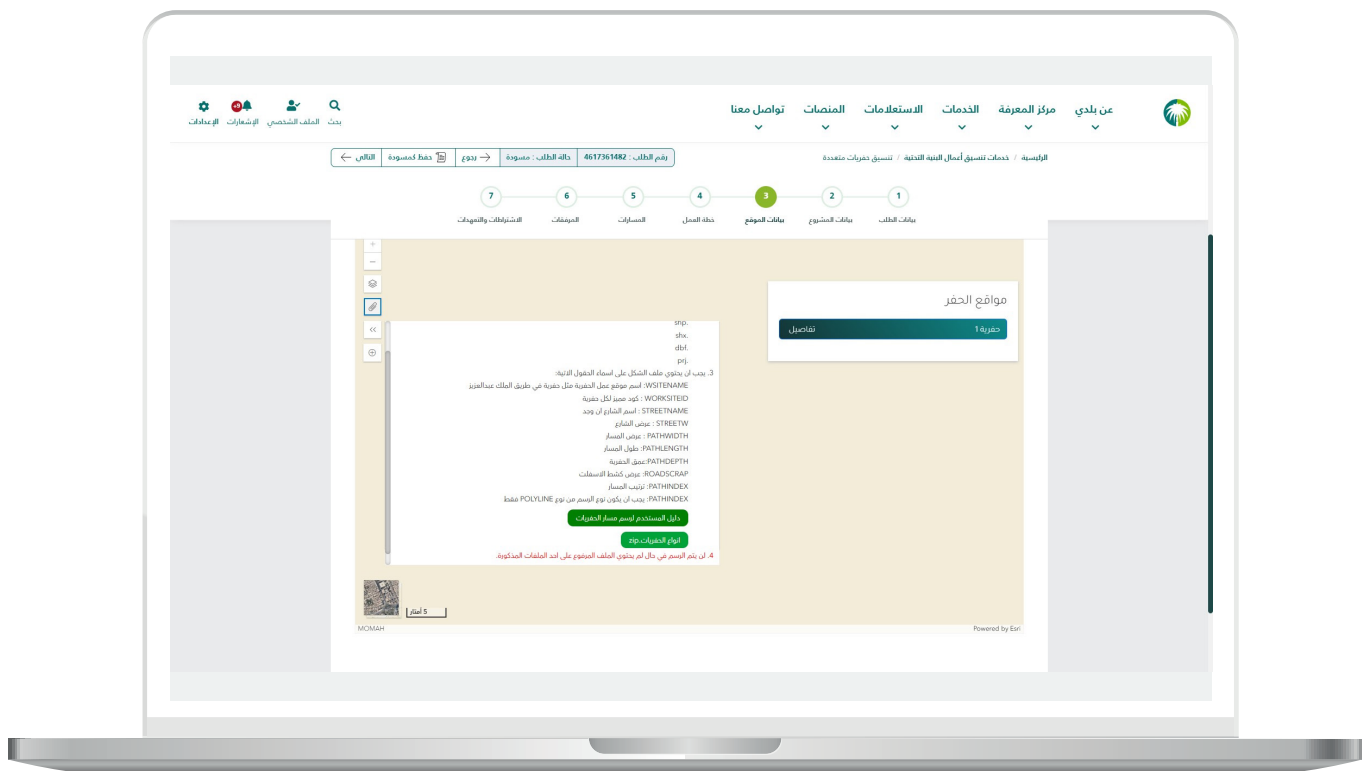 عن بلدي
مركز المعرفة
الخدمات
الاستعلامات
المنصات
تواصل معنا
بحث
الملف الشخصي
الإشعارات
الإعدادات
الرئيسية / خدمات تنسيق أعمال البنية التحتية / تنسيق حفريات متعددة
رقم الطلب : 4617361482
حالة الطلب : مسودة
رجوع
حفظ كمسودة
التالي
1
2
3
4
5
6
7
بيانات الطلب
بيانات المشروع
بيانات الموقع
خطة العمل
المسارات
المرفقات
الاشتراطات والتعهدات
مواقع الحفر
حفرية 1
تفاصيل
.shp
.shx
.dbf
.prj
3. يجب ان يحتوي ملف الشكل على اسماء الحقول الاتية:
WSITENAME: اسم موقع عمل الحفرية مثل حفرية في طريق الملك عبدالعزيز
WORKSITEID : كود مميز لكل حفرية
STREETNAME : اسم الشارع ان وجد
STREETW : عرض الشارع
PATHWIDTH : عرض المسار
PATHLENGTH: طول المسار
PATHDEPTH:عمق الحفرية
ROADSCRAP: عرض كشط الاسفلت
PATHINDEX: ترتيب المسار
PATHINDEX: يجب ان يكون نوع الرسم من نوع POLYLINE فقط
دليل المستخدم لرسم مسار الحفريات
انواع الحفريات.zip
4. لن يتم الرسم في حال لم يحتوي الملف المرفوع على احد الملفات المذكورة.
5 أمتار
MOMAH
Powered by Esri